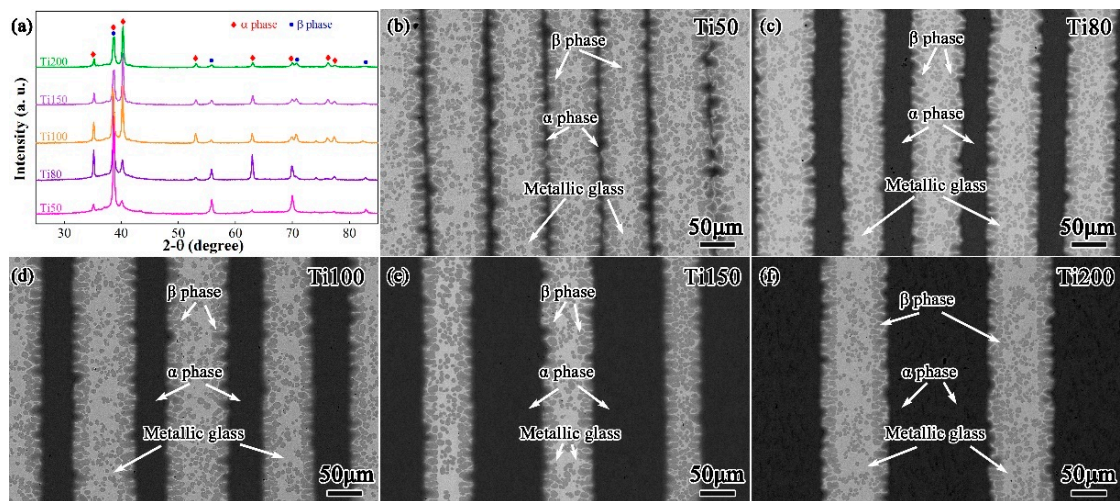 (a)
α phase
β phase
Ti200
Ti150
Ti100
Ti80
Ti50
Intensity (a. u.)
30
40
50
60
70
80
2-θ (degree)
(b)
Ti50
β phase
α phase
Metallic glass
50μm
(c)
Ti80
β phase
α phase
Metallic glass
50μm
(d)
Ti100
β phase
α phase
Metallic glass
50μm
(e)
Ti150
β phase
α phase
Metallic glass
50μm
(f)
Ti200
β phase
α phase
Metallic glass
50μm